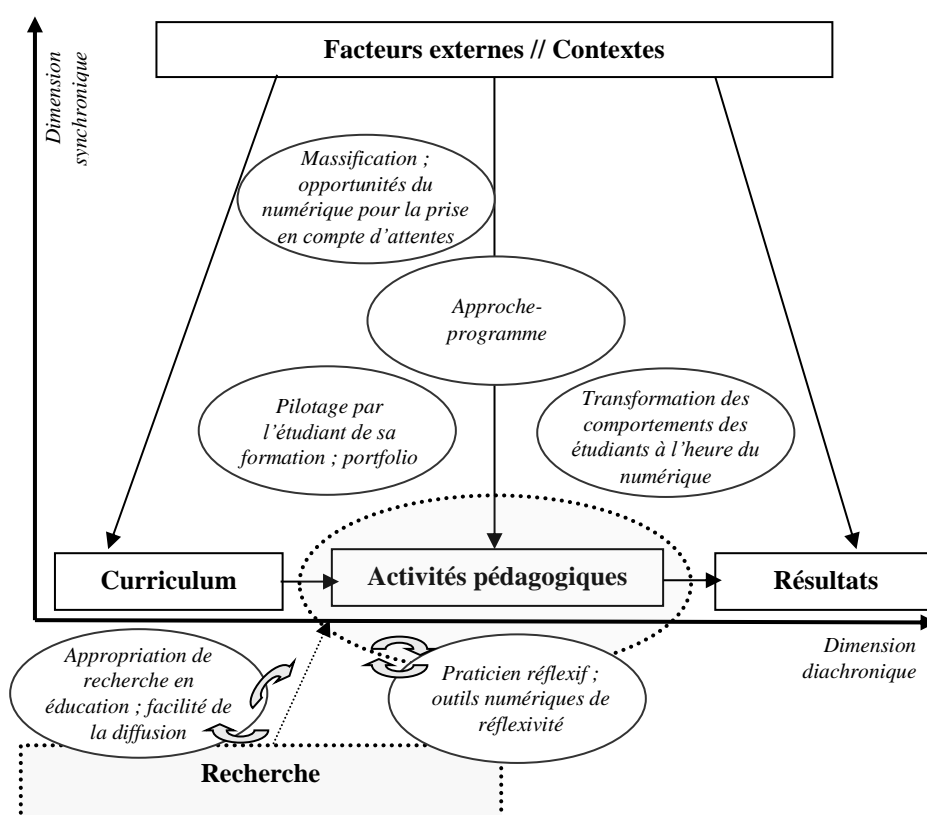 Dimension
synchronique
Facteurs externes // Contextes
Massification ;
opportunités du
numérique pour la prise
en compte d’attentes
Approche-
programme
Pilotage par
l’étudiant de sa
formation ; portfolio
Transformation des
comportements des
étudiants à l’heure du
numérique
Curriculum
Activités pédagogiques
Résultats
Dimension
diachronique
Appropriation de
recherche en
éducation ; facilité de
la diffusion
Praticien réflexif ;
outils numériques de
réflexivité
Recherche